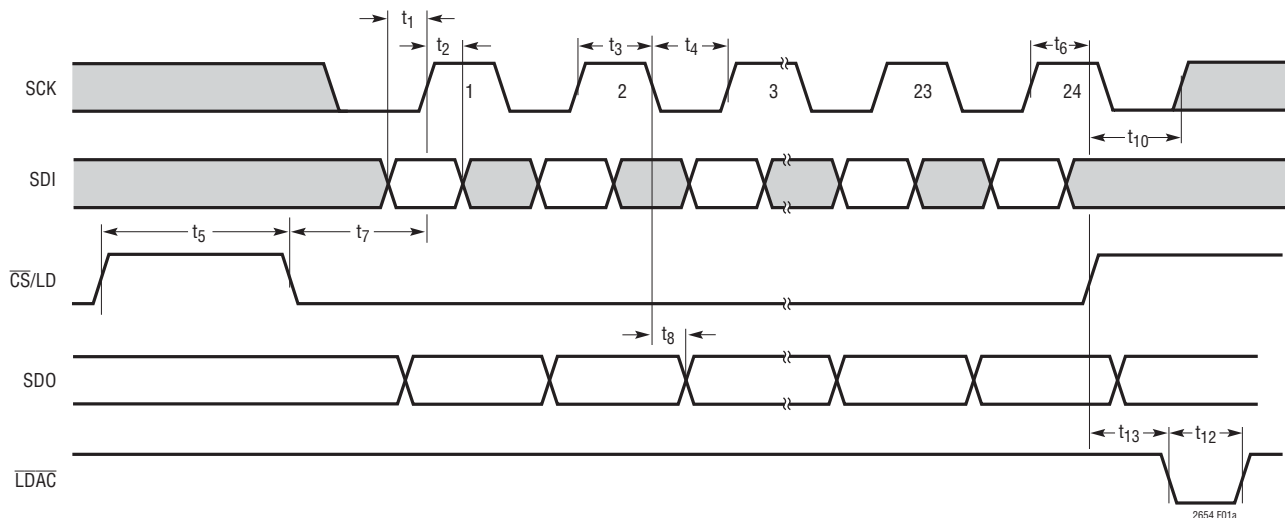 t1
t2 t3 t4 t6
SCK 1 2 3 23 24
t10
SDI
t5 t7
CS/LD
t8
SDO
t13 t12
LDAC
2654 F01a